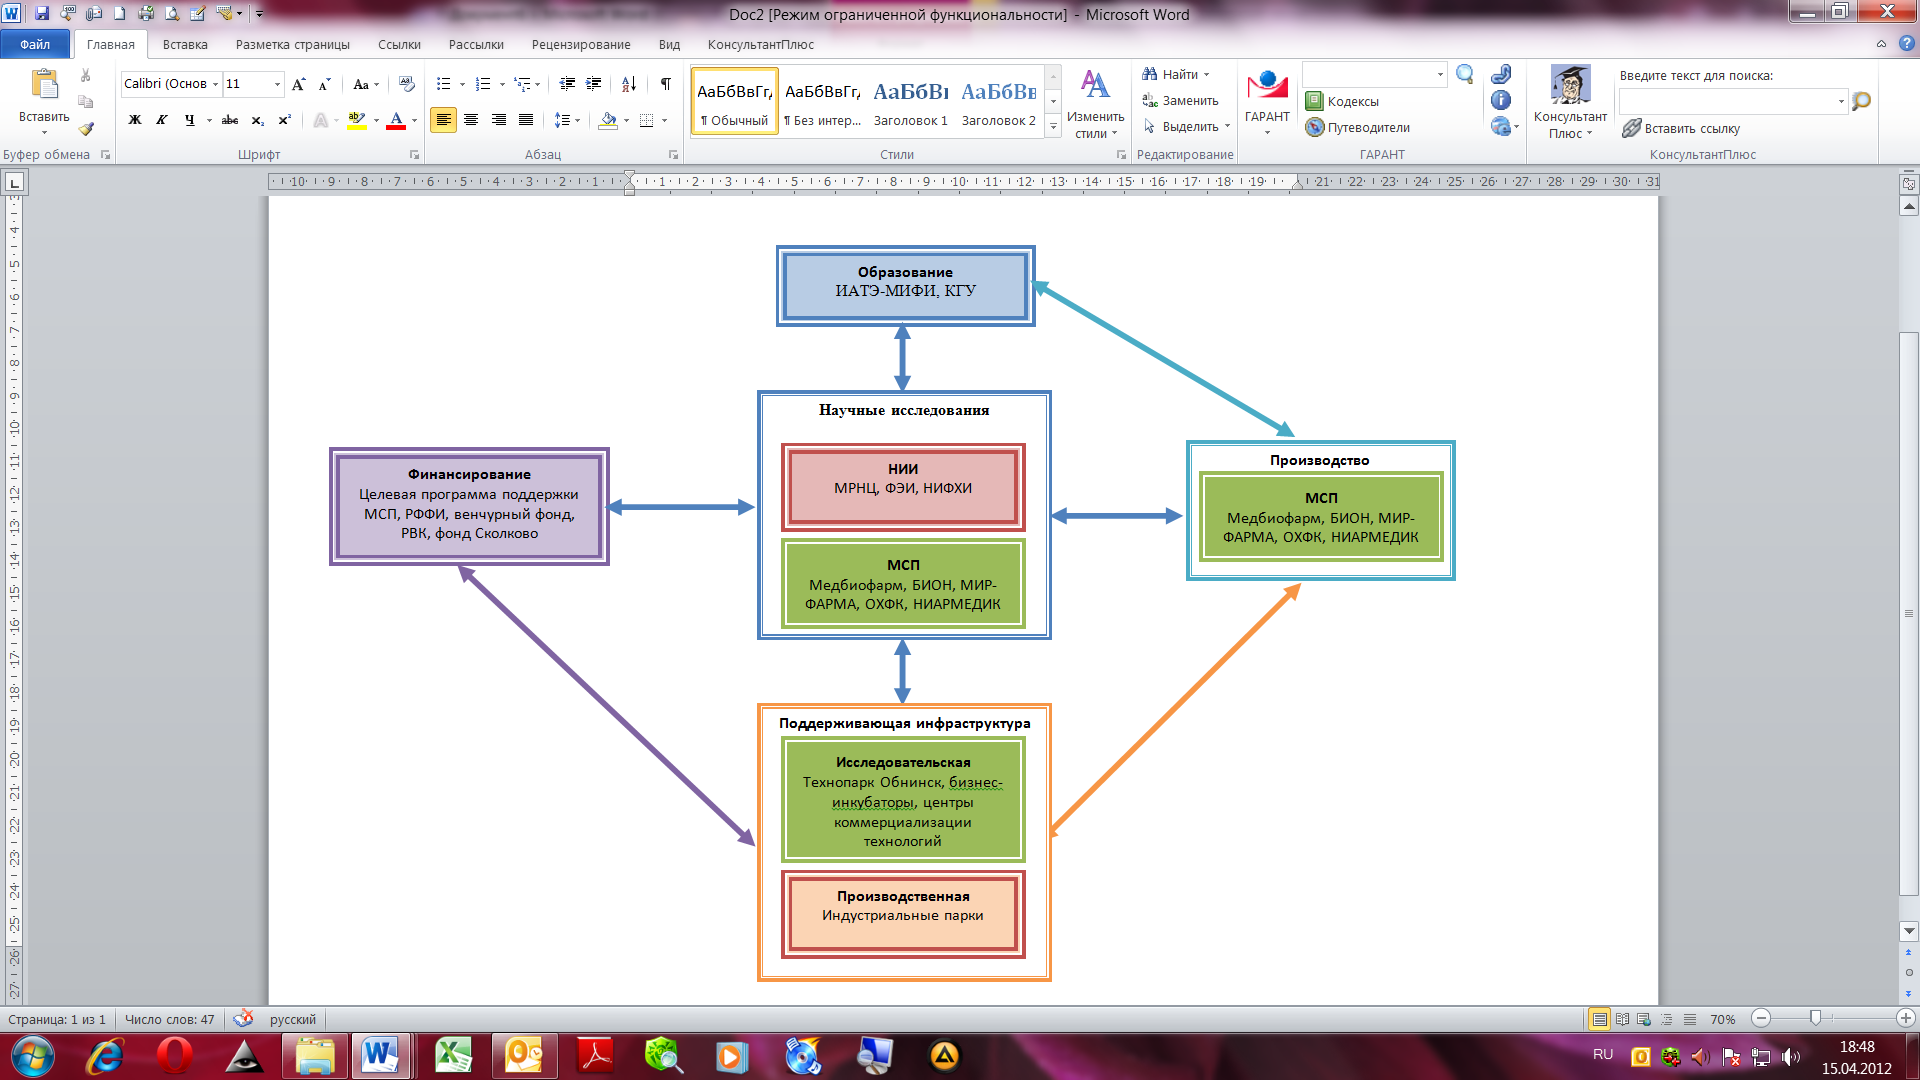 Doc2 [Режим ограниченной функциональности] - Microsoft Word
Файл Главная Вставка Разметка страницы Ссылки Рассылки Рецензирование Вид КонсультантПлюс
Calibri (Основ 11
Вставить
Буфер обмена
Ж К Ч abc x₂ x²
Шрифт
Абзац
АаБбВвГг,
¶ Обычный
АаБбВвГг,
¶ Без интер...
АаБбВı
Заголовок 1
АаБбВв
Заголовок 2
Изменить
стили
Стили
Найти
Заменить
Выделить
Редактирование
ГАРАНТ
Кодексы
Путеводители
ГАРАНТ
Консультант
Плюс
Введите текст для поиска:
Вставить ссылку
КонсультантПлюс
Образование
ИАТЭ-МИФИ, КГУ
Научные исследования
НИИ
МРНЦ, ФЭИ, НИФХИ
МСП
Медбиофарм, БИОН, МИР-
ФАРМА, ОХФК, НИАРМЕДИК
Финансирование
Целевая программа поддержки
МСП, РФФИ, венчурный фонд,
РВК, фонд Сколково
Производство
МСП
Медбиофарм, БИОН, МИР-
ФАРМА, ОХФК, НИАРМЕДИК
Поддерживающая инфраструктура
Исследовательская
Технопарк Обнинск, бизнес-
инкубаторы, центры
коммерциализации
технологий
Производственная
Индустриальные парки
Страница: 1 из 1 Число слов: 47 русский 70%
RU
18:48
15.04.2012